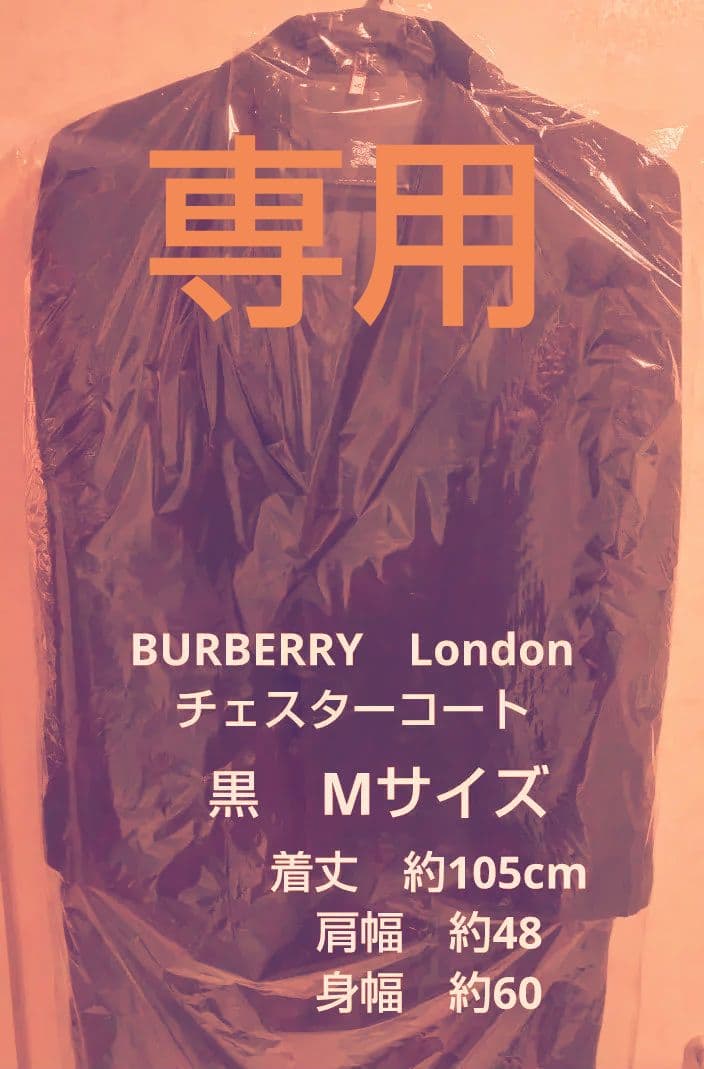 専用
BURBERRY　London
チェスターコート
黒　Mサイズ
着丈　約105cm
肩幅　約48
身幅　約60